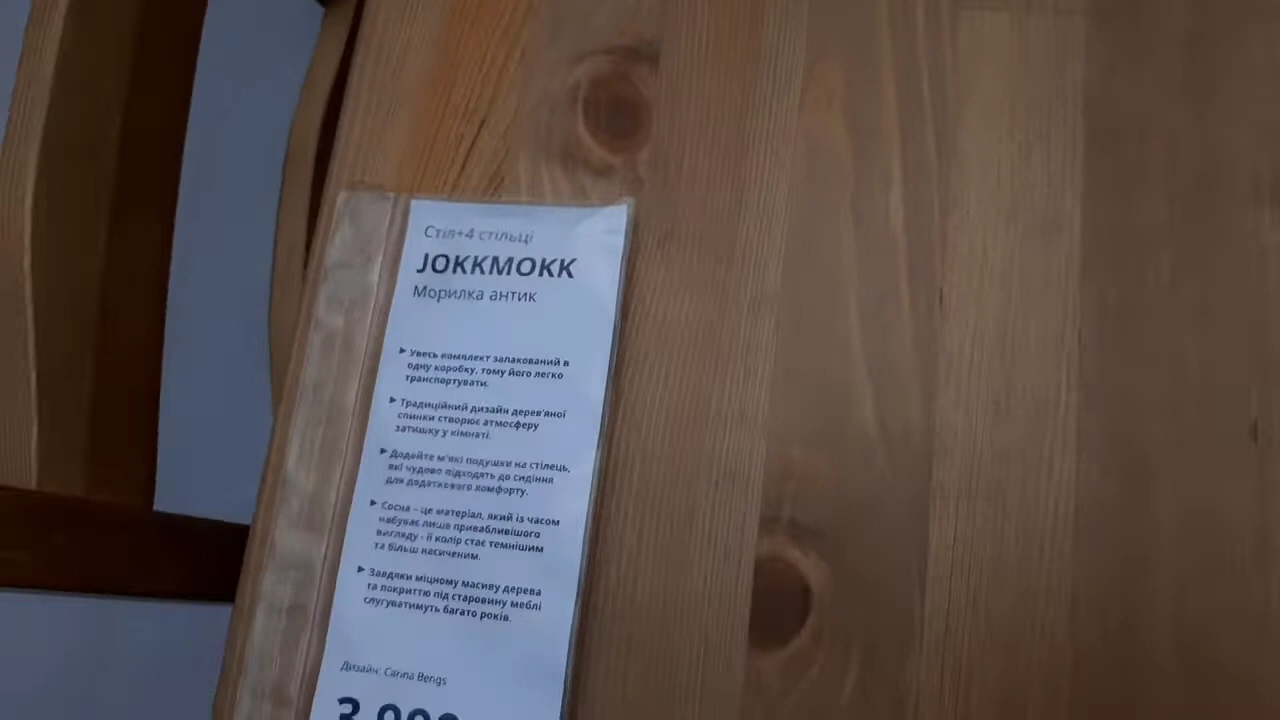 Стіл+4 стільці
JOKKMOKK
Морилка антик
► Увесь комплект запакований в
одну коробку, тому його легко
транспортувати.
► Традиційний дизайн дерев'яної
спинки створює атмосферу
затишку у кімнаті.
► Додайте м'які подушки на стілець,
які чудово підходять до сидіння
для додаткового комфорту.
► Сосна – це матеріал, який із часом
набуває лише привабливішого
вигляду - її колір стає темнішим
та більш насиченим.
► Завдяки міцному масиву дерева
та покриттю під старовину меблі
слугуватимуть багато років.
Дизайн: Carina Bengs